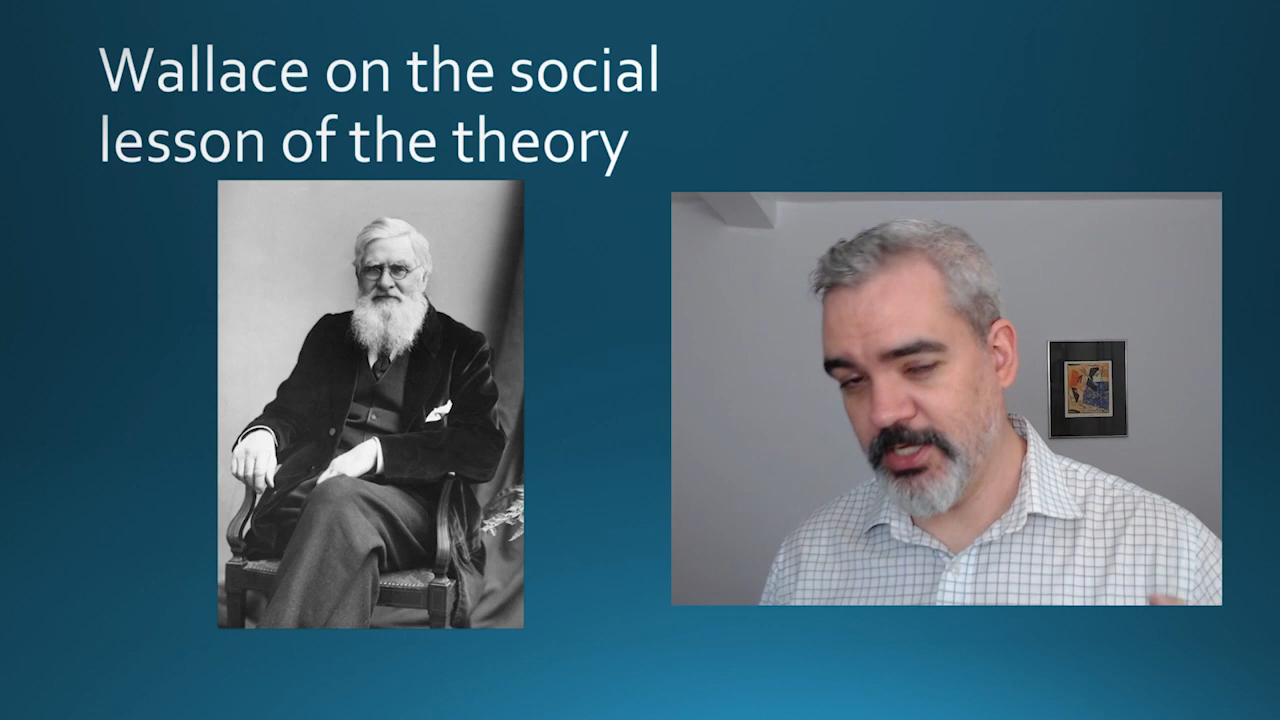 Wallace on the social
lesson of the theory